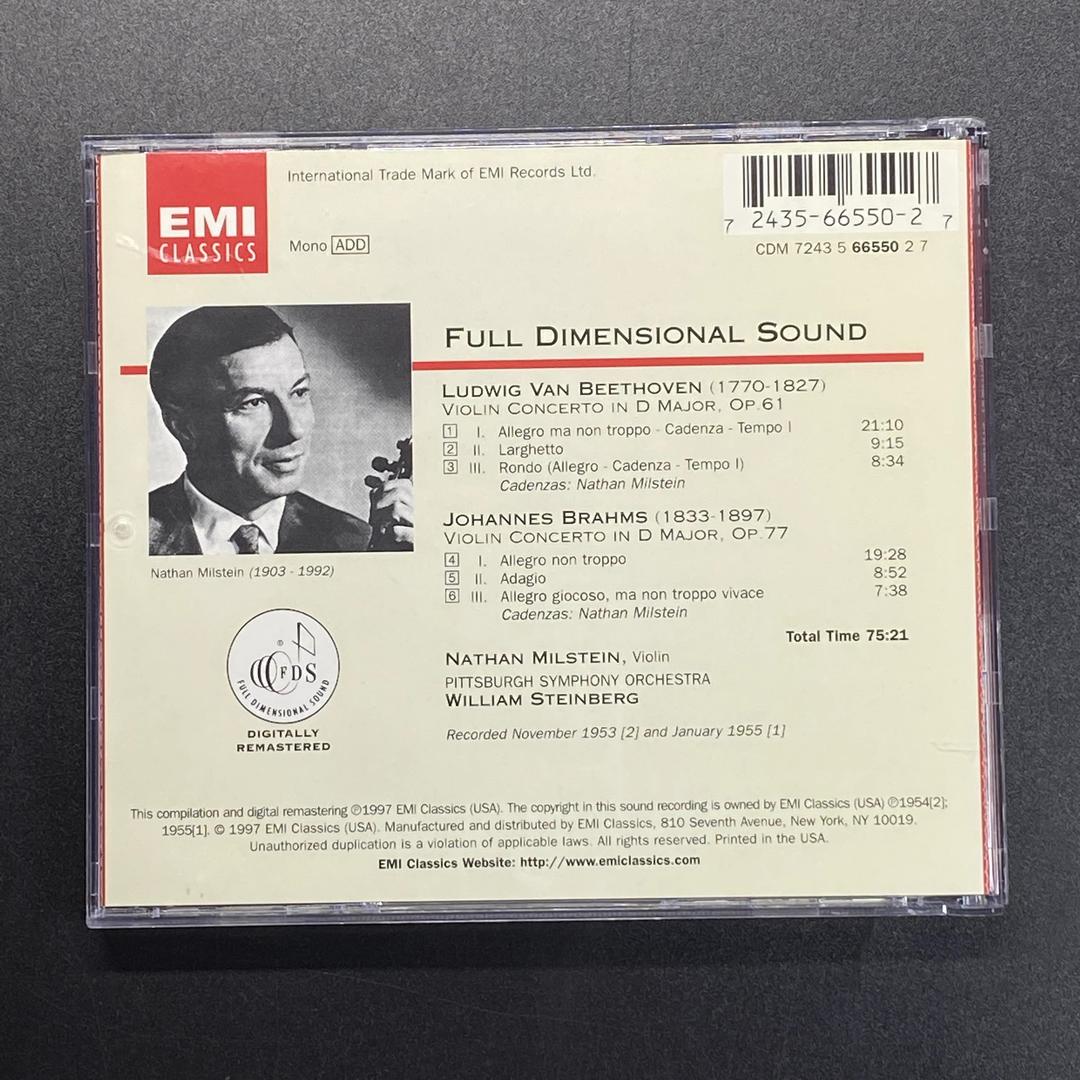 EMI
CLASSICS
International Trade Mark of EMI Records Ltd.
Mono ADD
7 2435-66550-2 7
CDM 7243 5 66550 2 7
FULL DIMENSIONAL SOUND
LUDWIG VAN BEETHOVEN (1770-1827)
VIOLIN CONCERTO IN D MAJOR, OP.61
1 I. Allegro ma non troppo - Cadenza - Tempo I 21:10
2 II. Larghetto 9:15
3 III. Rondo (Allegro - Cadenza - Tempo I) 8:34
Cadenzas: Nathan Milstein
JOHANNES BRAHMS (1833-1897)
VIOLIN CONCERTO IN D MAJOR, OP.77
4 I. Allegro non troppo 19:28
5 II. Adagio 8:52
6 III. Allegro giocoso, ma non troppo vivace 7:38
Cadenzas: Nathan Milstein
Total Time 75:21
Nathan Milstein (1903 - 1992)
NATHAN MILSTEIN, Violin
PITTSBURGH SYMPHONY ORCHESTRA
WILLIAM STEINBERG
Recorded November 1953 [2] and January 1955 [1]
© FDS
FULL DIMENSIONAL SOUND
DIGITALLY
REMASTERED
This compilation and digital remastering ℗1997 EMI Classics (USA). The copyright in this sound recording is owned by EMI Classics (USA) ℗1954[2];
1955[1]. © 1997 EMI Classics (USA). Manufactured and distributed by EMI Classics, 810 Seventh Avenue, New York, NY 10019.
Unauthorized duplication is a violation of applicable laws. All rights reserved. Printed in the USA.
EMI Classics Website: http://www.emiclassics.com